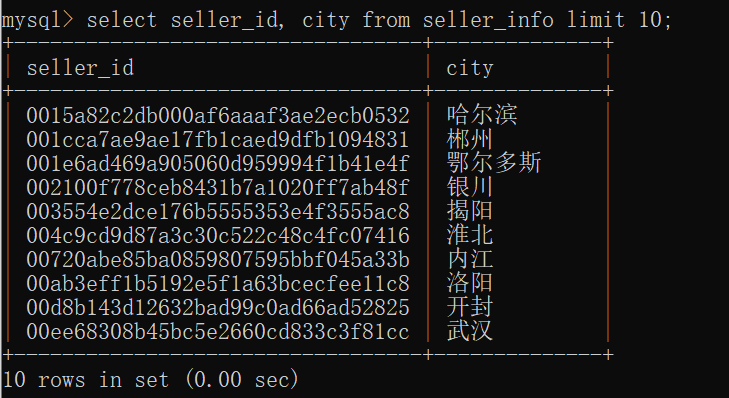 mysql> select seller_id, city from seller_info limit 10;
+----------------------------------+-------------+
| seller_id | city |
+----------------------------------+-------------+
| 0015a82c2db000af6aaaf3ae2ecb0532 | 哈尔滨 |
| 001cca7ae9ae17fb1caed9dfb1094831 | 郴州 |
| 001e6ad469a905060d959994f1b41e4f | 鄂尔多斯 |
| 002100f778ceb8431b7a1020ff7ab48f | 银川 |
| 003554e2dce176b5555353e4f3555ac8 | 揭阳 |
| 004c9cd9d87a3c30c522c48c4fc07416 | 淮北 |
| 00720abe85ba0859807595bbf045a33b | 内江 |
| 00ab3eff1b5192e5f1a63bcecfee11c8 | 洛阳 |
| 00d8b143d12632bad99c0ad66ad52825 | 开封 |
| 00ee68308b45bc5e2660cd833c3f81cc | 武汉 |
+----------------------------------+-------------+
10 rows in set (0.00 sec)